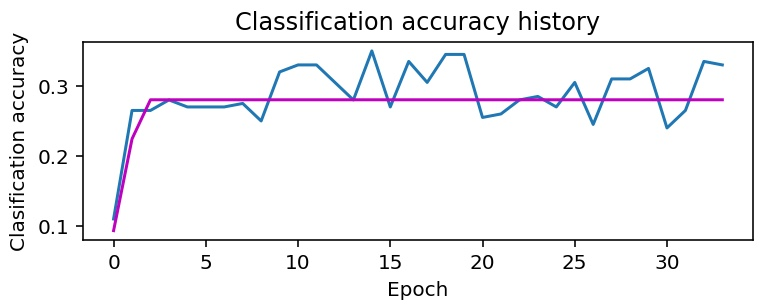 Classification accuracy history
Clasification accuracy
0.3
0.2
0.1
0 5 10 15 20 25 30
Epoch